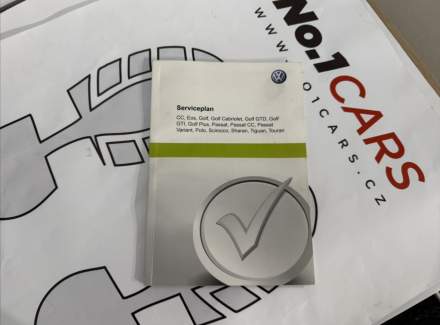 Serviceplan
CC, Eos, Golf, Golf Cabriolet, Golf GTD, Golf
GTI, Golf Plus, Passat, Passat CC, Passat
Variant, Polo, Scirocco, Sharan, Tiguan, Touran
No.1
CARS
WWW.NO1CARS.CZ